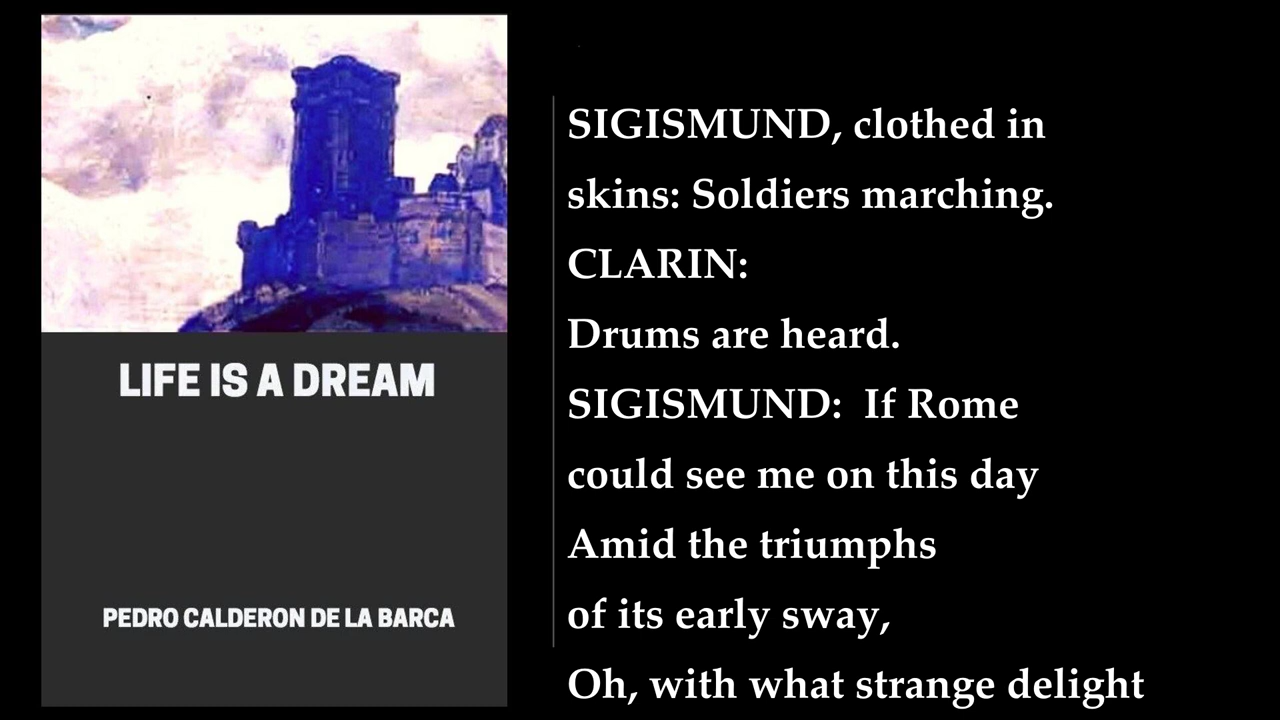 LIFE IS A DREAM
PEDRO CALDERON DE LA BARCA
SIGISMUND, clothed in
skins: Soldiers marching.
CLARIN:
Drums are heard.
SIGISMUND:  If Rome
could see me on this day
Amid the triumphs
of its early sway,
Oh, with what strange delight